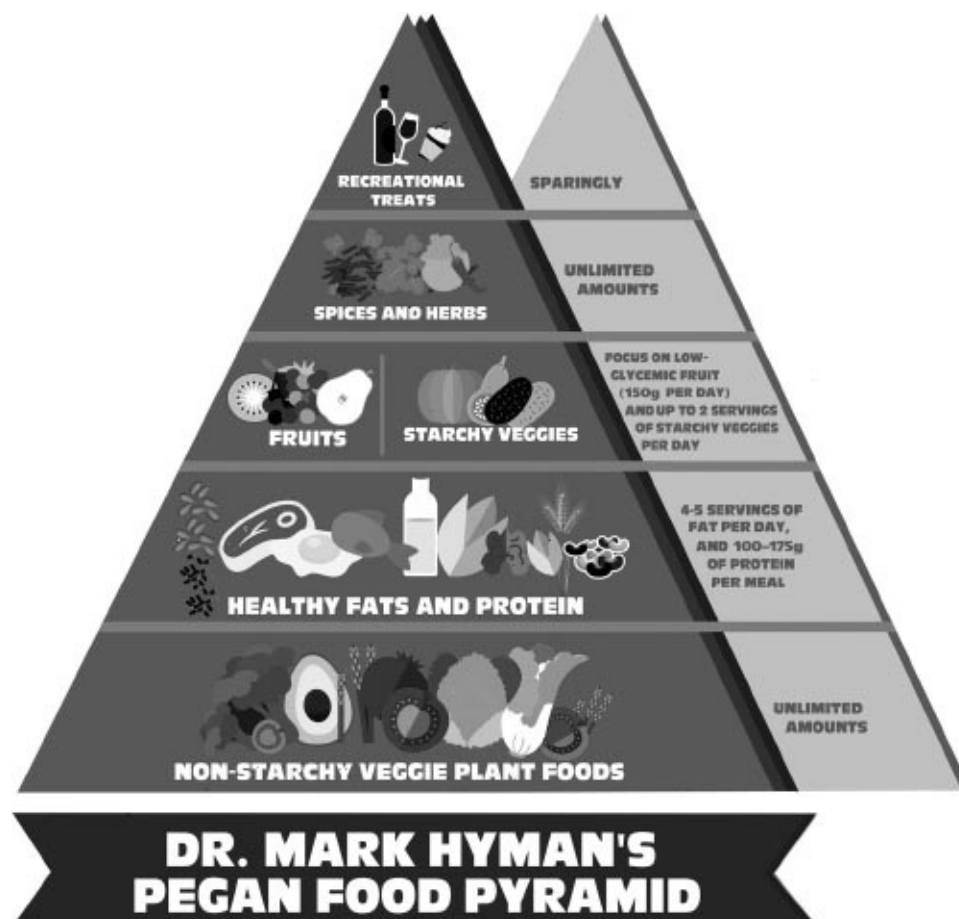 RECREATIONAL
TREATS
SPARINGLY
SPICES AND HERBS
UNLIMITED
AMOUNTS
FRUITS
STARCHY VEGGIES
FOCUS ON LOW-
GLYCEMIC FRUIT
(150g PER DAY)
AND UP TO 2 SERVINGS
OF STARCHY VEGGIES
PER DAY
HEALTHY FATS AND PROTEIN
4-5 SERVINGS OF
FAT PER DAY,
AND 100–175g
OF PROTEIN
PER MEAL
NON-STARCHY VEGGIE PLANT FOODS
UNLIMITED
AMOUNTS
DR. MARK HYMAN'S
PEGAN FOOD PYRAMID